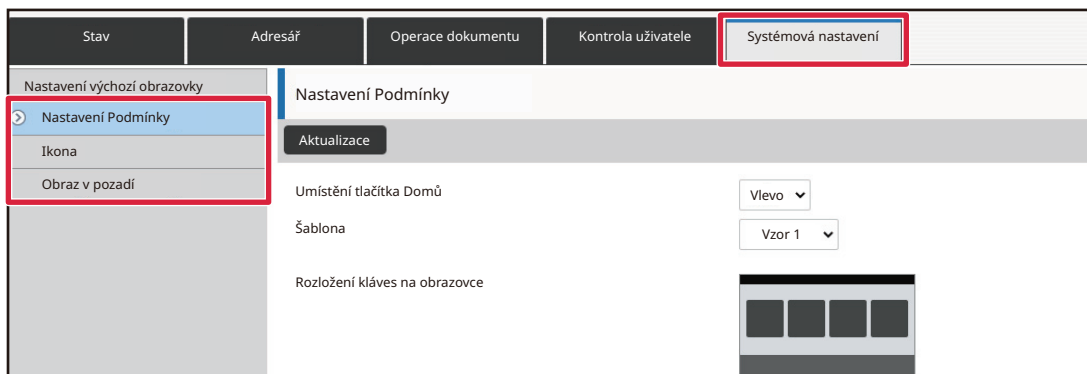 Stav
Adresář
Operace dokumentu
Kontrola uživatele
Systémová nastavení
Nastavení výchozí obrazovky
Nastavení Podmínky
Ikona
Obraz v pozadí
Nastavení Podmínky
Aktualizace
Umístění tlačítka Domů
Vlevo
Šablona
Vzor 1
Rozložení kláves na obrazovce